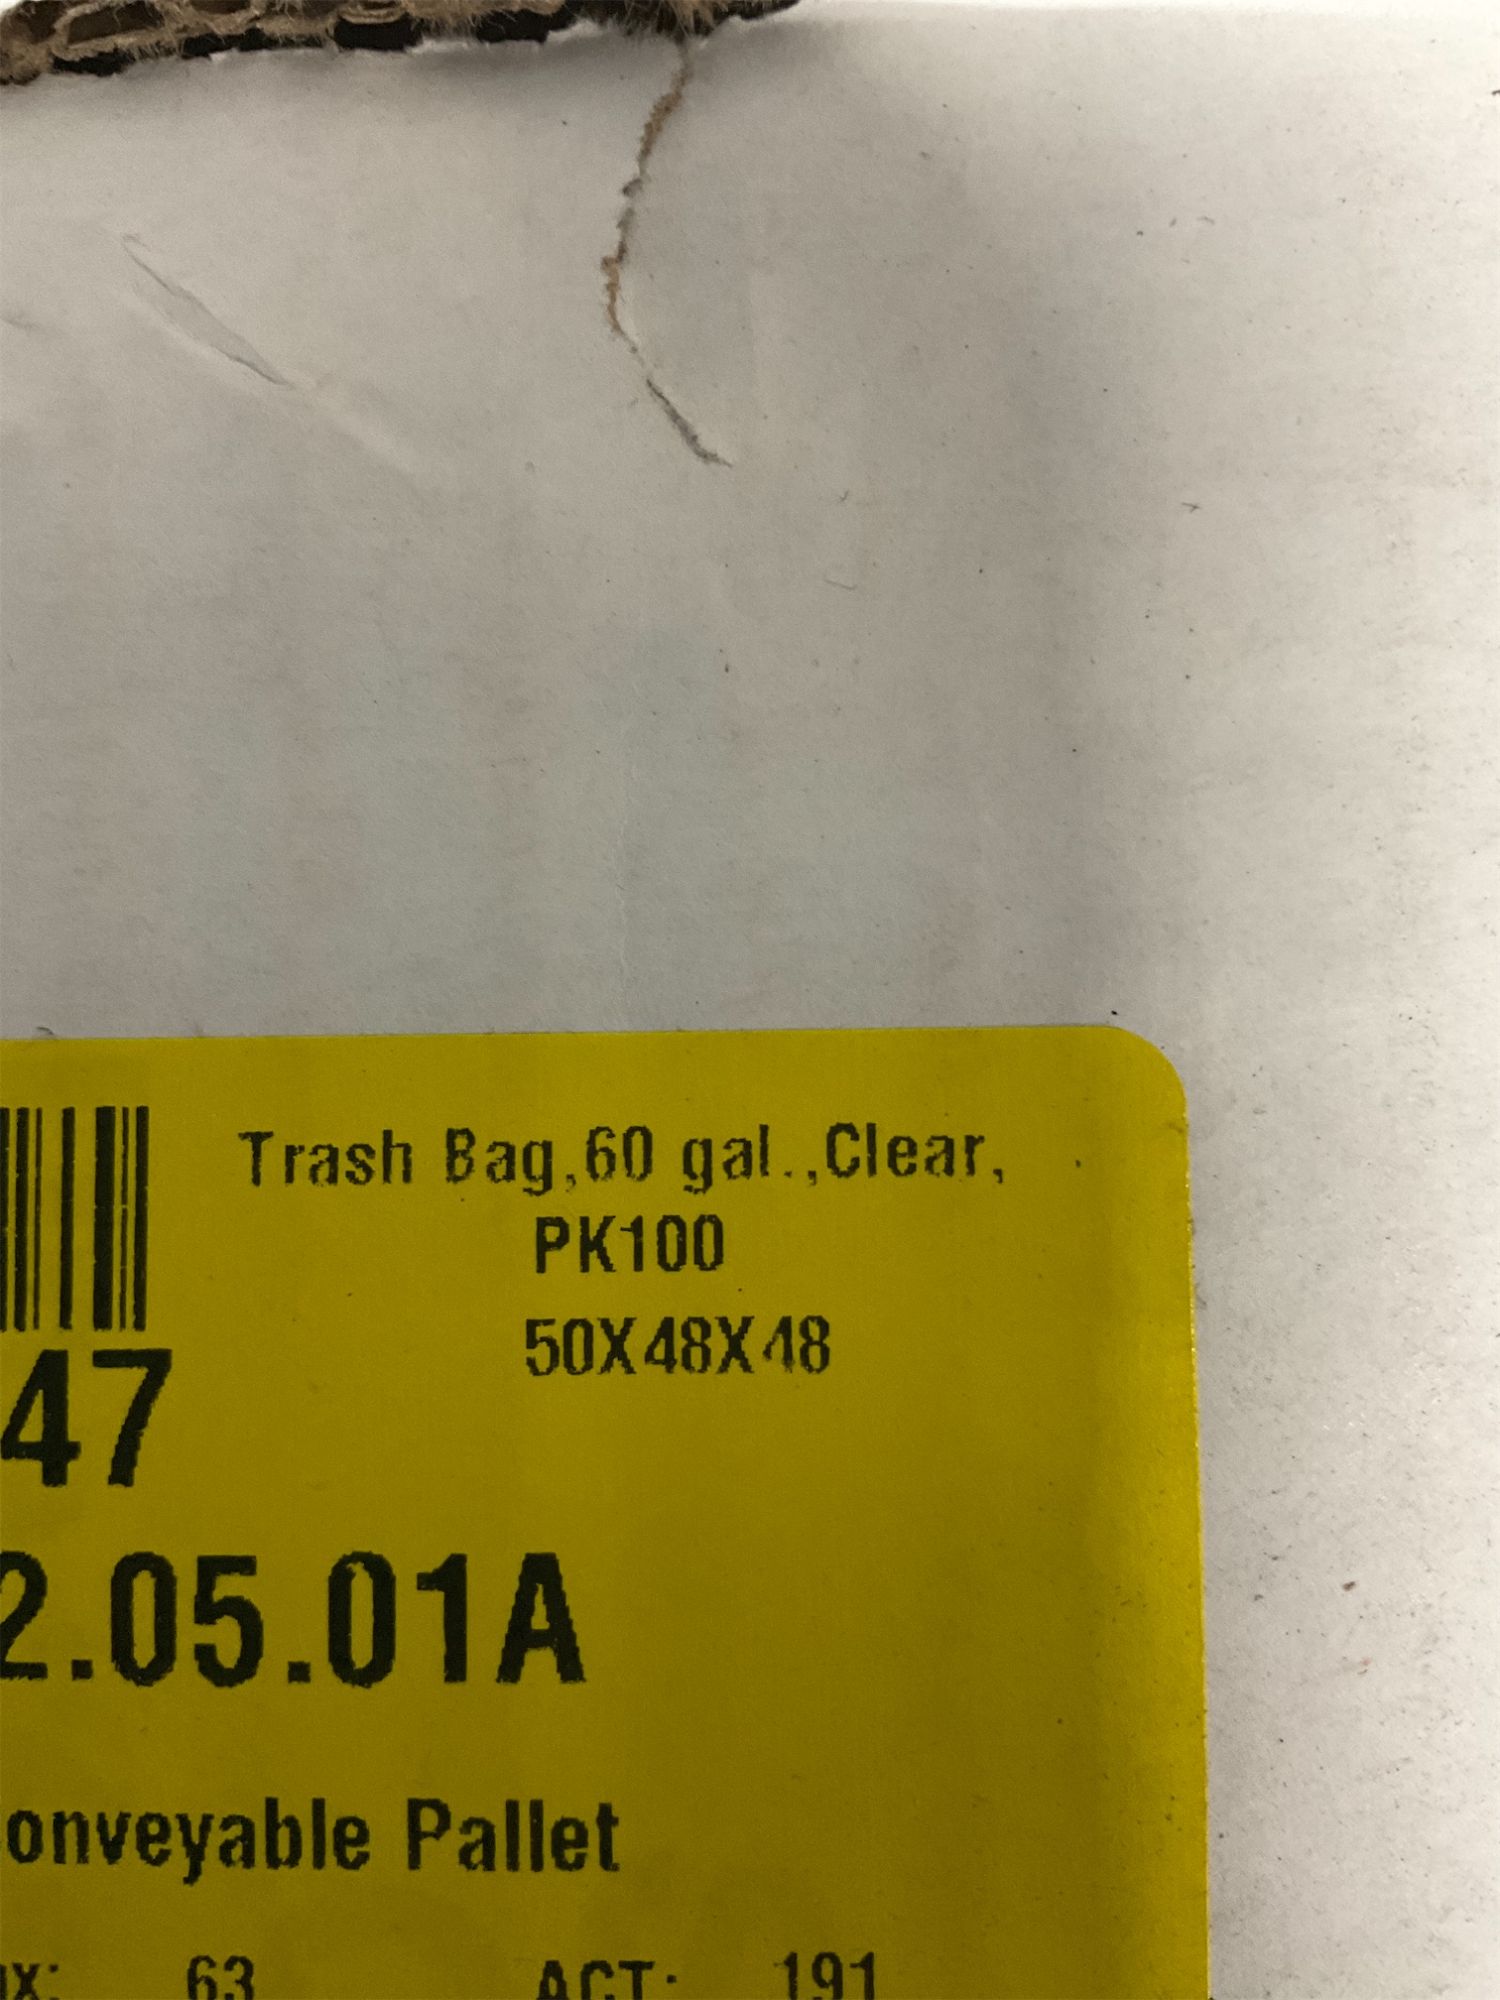 Trash Bag,60 gal.,Clear,
PK100
50X48X48
47
2.05.01A
onveyable Pallet
x: 63 ACT: 191